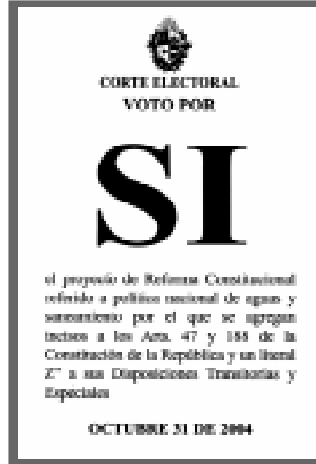 CORTE ELECTORAL
VOTO POR
SI
el proyecto de Reforma Constitucional
referido a política nacional de aguas y
saneamiento por el que se agregan
incisos a los Arts. 47 y 188 de la
Constitución de la República y un literal
Z" a sus Disposiciones Transitorias y
Especiales
OCTUBRE 31 DE 2004